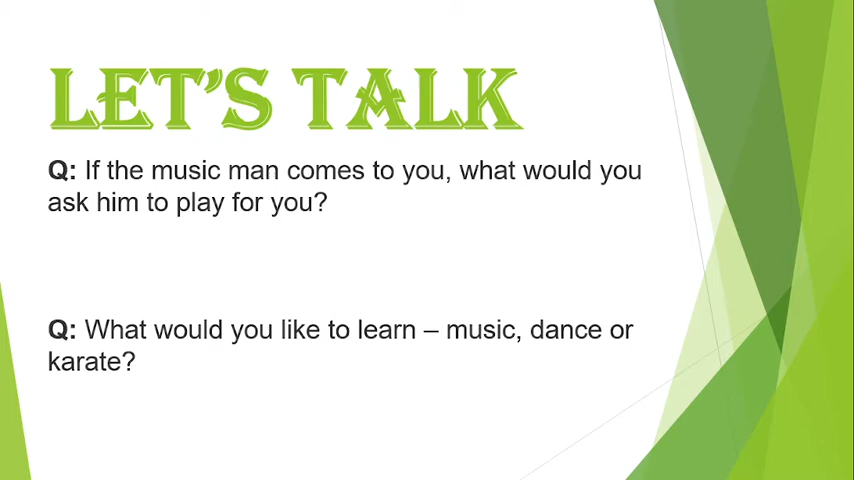 LET'S TALK
Q: If the music man comes to you, what would you
ask him to play for you?
Q: What would you like to learn – music, dance or
karate?